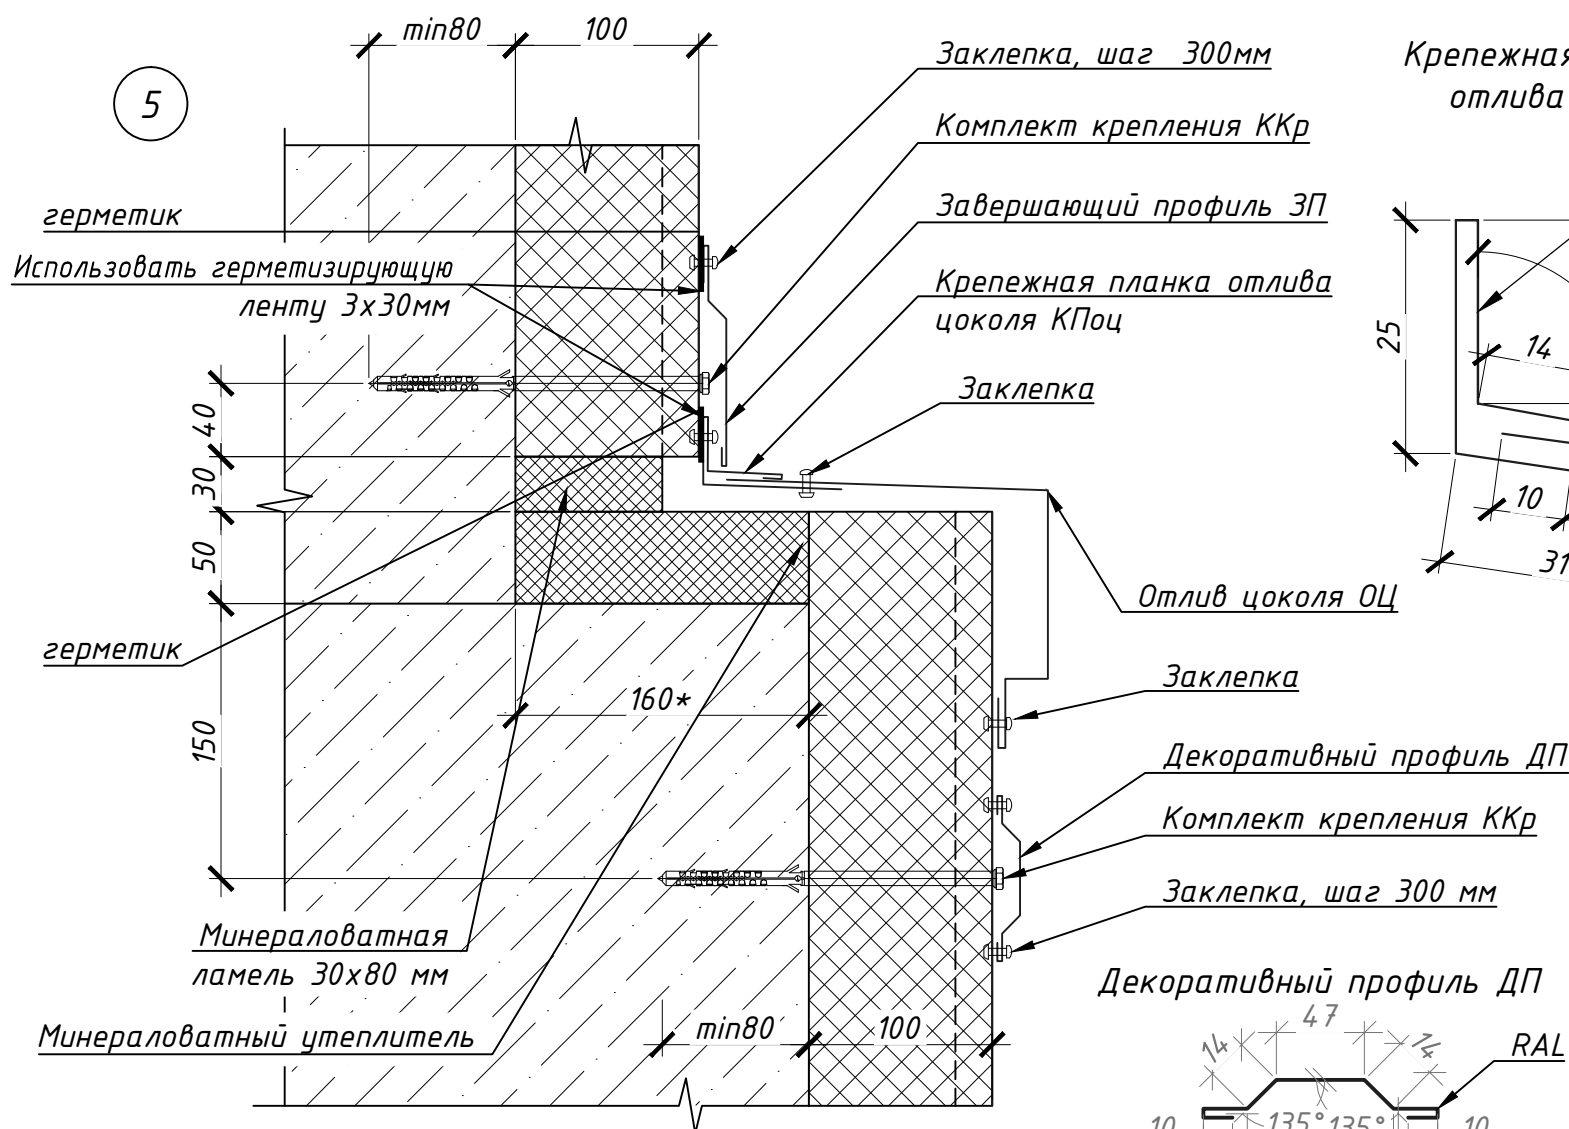 min80
100
5
Заклепка, шаг 300мм
Комплект крепления ККр
Завершающий профиль ЗП
Крепежная планка отлива
цоколя КПоц
Заклепка
герметик
Использовать герметизирующую
ленту 3х30мм
40
30
50
150
герметик
160*
Отлив цоколя ОЦ
Заклепка
Декоративный профиль ДП
Комплект крепления ККр
Заклепка, шаг 300 мм
Минераловатная
ламель 30х80 мм
Минераловатный утеплитель
min80
100
Крепежная
отлива
25
14
10
31
Декоративный профиль ДП
47
14
14
RAL
10
135°
135°
10